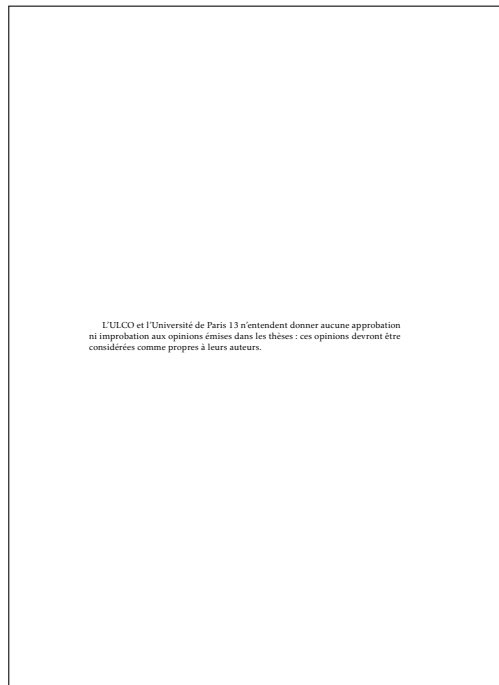 L'ULCO et l'Université de Paris 13 n'entendent donner aucune approbation
ni improbation aux opinions émises dans les thèses : ces opinions devront être
considérées comme propres à leurs auteurs.